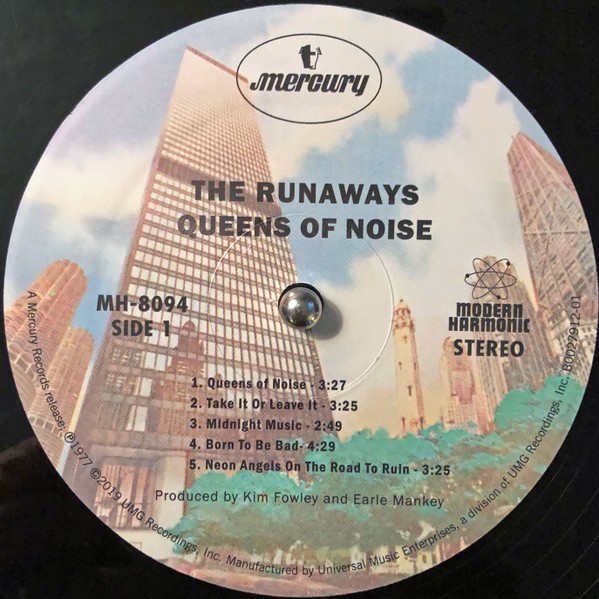 mercury
THE RUNAWAYS
QUEENS OF NOISE
MH-8094
SIDE 1
MODERN
HARMONIC
STEREO
1. Queens of Noise - 3:27
2. Take It Or Leave It - 3:25
3. Midnight Music - 2:49
4. Born To Be Bad- 4:29
5. Neon Angels On The Road To Ruin - 3:25
Produced by Kim Fowley and Earle Mankey
A Mercury Records release; ℗1977 ©2019 UMG Recordings, Inc. Manufactured by Universal Music Enterprises, a division of UMG Recordings, Inc. B0027912-01